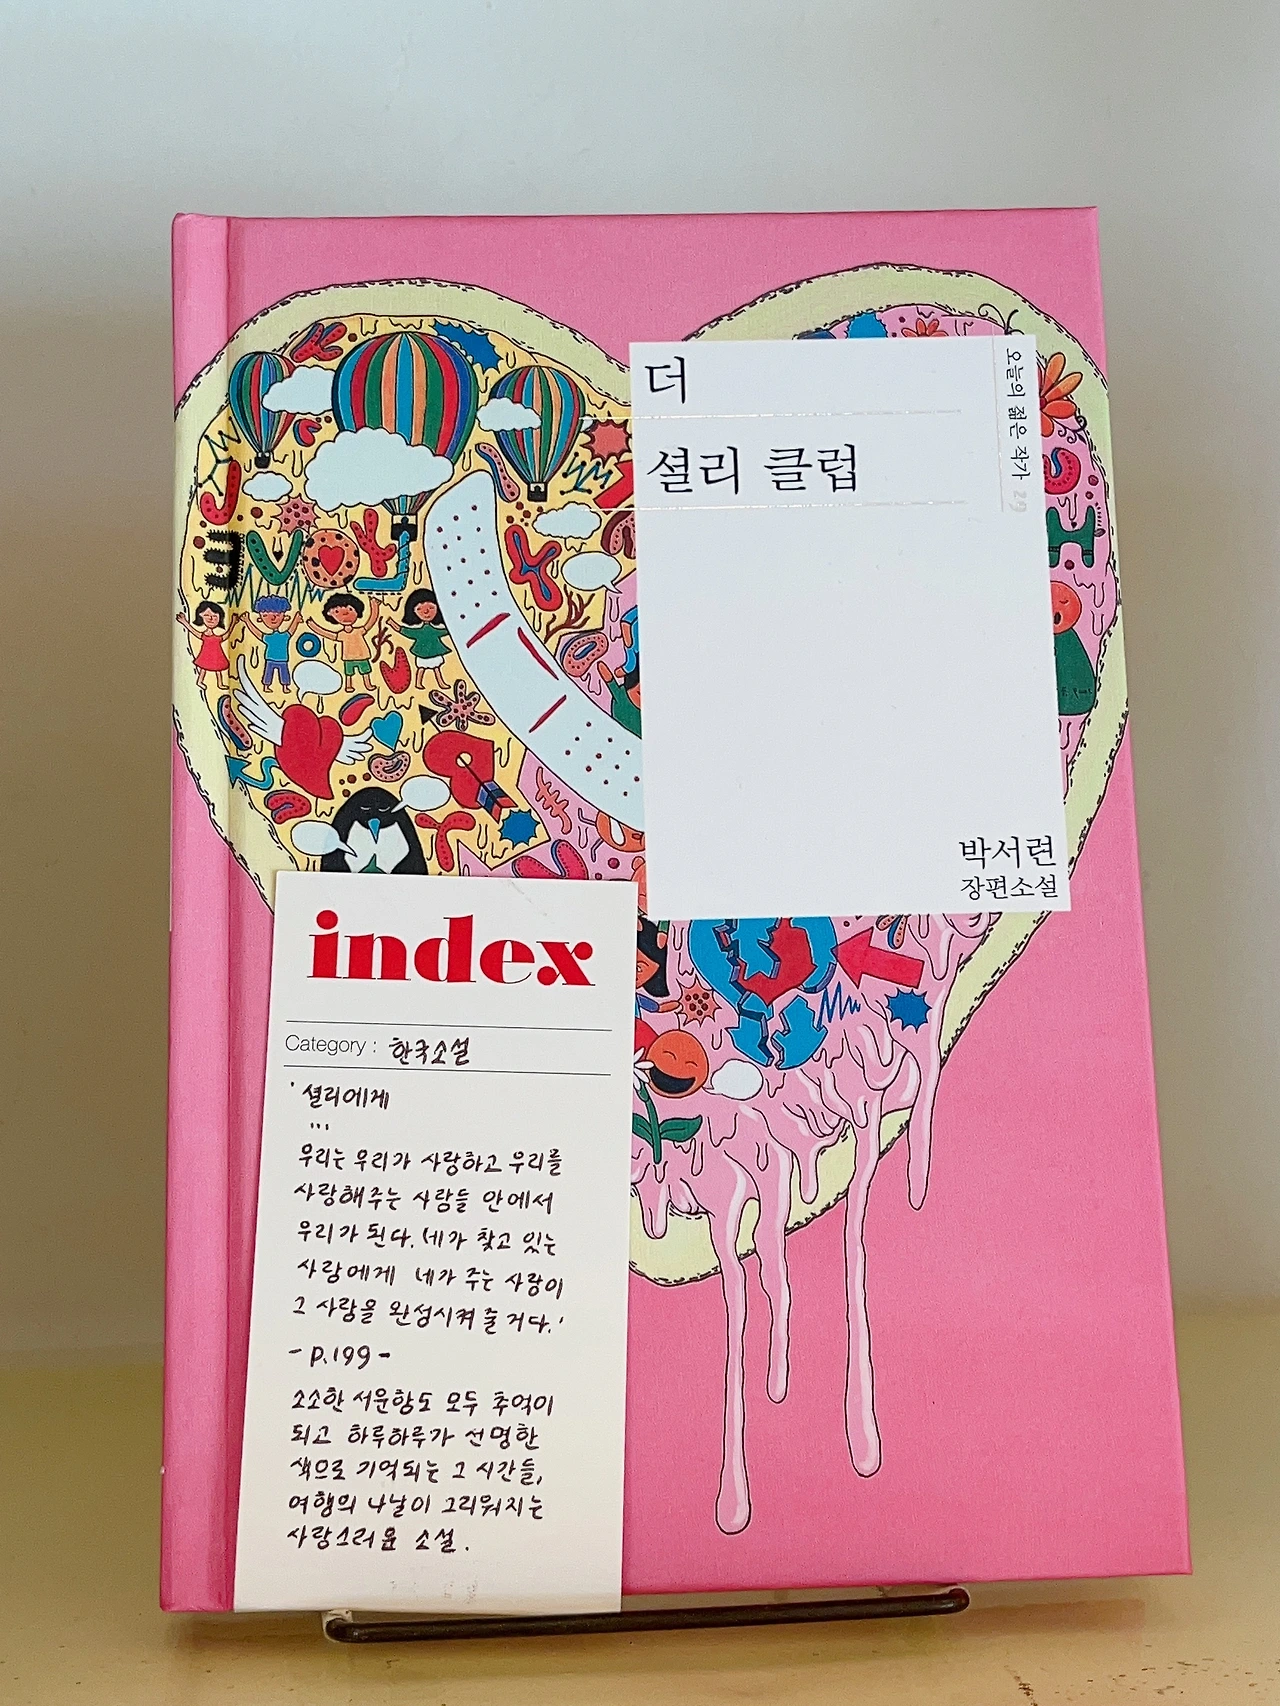 더
셜리 클럽
오늘의 젊은 작가 29
박서련
장편소설
index
Category : 한국소설
'셜리에게
...
우리는 우리가 사랑하고 우리를
사랑해주는 사람들 안에서
우리가 된다. 네가 찾고 있는
사람에게 네가 주는 사랑이
그 사람을 완성시켜 줄 거다.'
- p.199 -
소소한 서운함도 모두 추억이
되고 하루하루가 선명한
색으로 기억되는 그 시간들,
여행의 나날이 그리워지는
사랑스러운 소설.